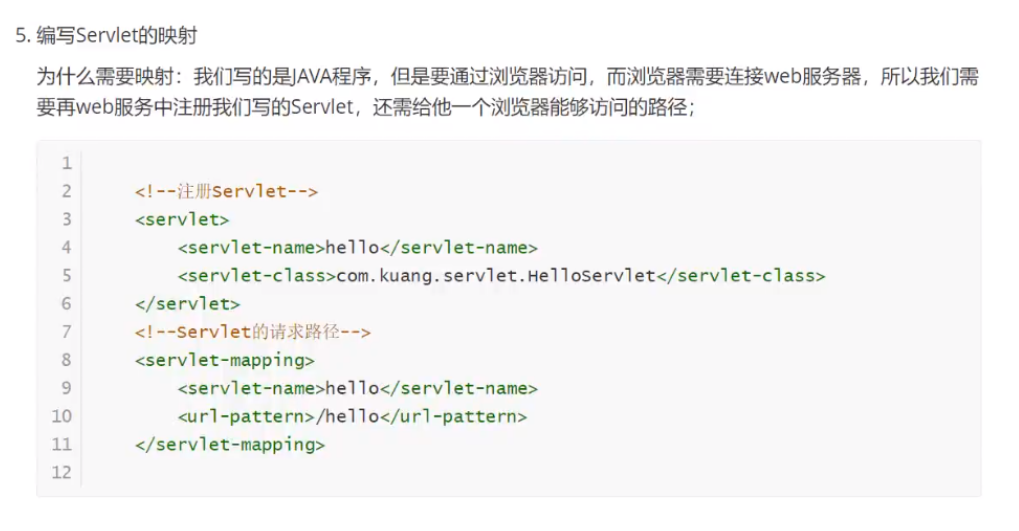 5. 编写Servlet的映射
为什么需要映射：我们写的是JAVA程序，但是要通过浏览器访问，而浏览器需要连接web服务器，所以我们需
要再web服务中注册我们写的Servlet，还需给他一个浏览器能够访问的路径；
1
2 <!--注册Servlet-->
3 <servlet>
4 <servlet-name>hello</servlet-name>
5 <servlet-class>com.kuang.servlet.HelloServlet</servlet-class>
6 </servlet>
7 <!--Servlet的请求路径-->
8 <servlet-mapping>
9 <servlet-name>hello</servlet-name>
10 <url-pattern>/hello</url-pattern>
11 </servlet-mapping>
12